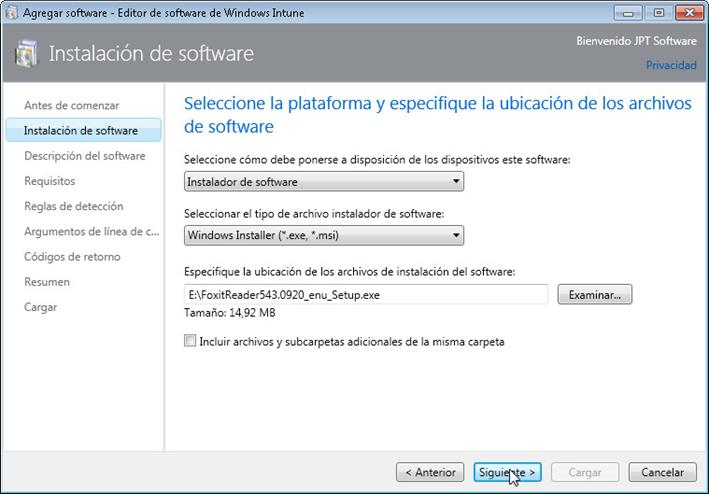 Agregar software - Editor de software de Windows Intune
Instalación de software
Bienvenido JPT Software
Privacidad
Antes de comenzar
Instalación de software
Descripción del software
Requisitos
Reglas de detección
Argumentos de línea de c...
Códigos de retorno
Resumen
Cargar
Seleccione la plataforma y especifique la ubicación de los archivos
de software
Seleccione cómo debe ponerse a disposición de los dispositivos este software:
Instalador de software
Seleccionar el tipo de archivo instalador de software:
Windows Installer (*.exe, *.msi)
Especifique la ubicación de los archivos de instalación del software:
E:\FoxitReader543.0920_enu_Setup.exe
Examinar...
Tamaño: 14,92 MB
Incluir archivos y subcarpetas adicionales de la misma carpeta
< Anterior
Siguiente >
Cargar
Cancelar